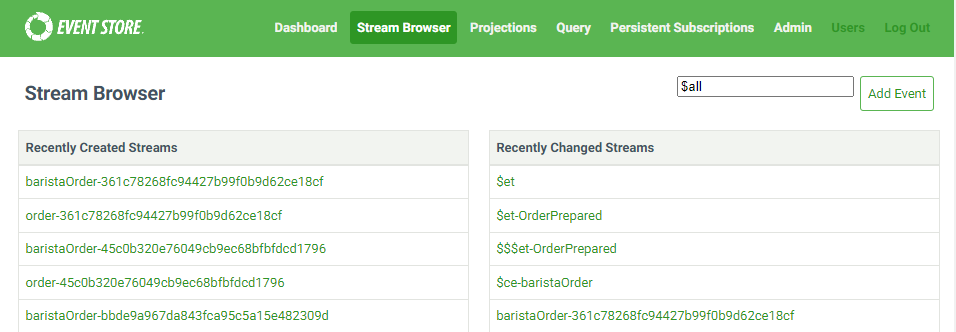 EVENT STORE.
Dashboard Stream Browser Projections Query Persistent Subscriptions Admin Users Log Out
Stream Browser
$all
Add Event
Recently Created Streams
baristaOrder-361c78268fc94427b99f0b9d62ce18cf
order-361c78268fc94427b99f0b9d62ce18cf
baristaOrder-45c0b320e76049cb9ec68bfbfdcd1796
order-45c0b320e76049cb9ec68bfbfdcd1796
baristaOrder-bbde9a967da843fca95c5a15e482309d
Recently Changed Streams
$et
$et-OrderPrepared
$$$et-OrderPrepared
$ce-baristaOrder
baristaOrder-361c78268fc94427b99f0b9d62ce18cf